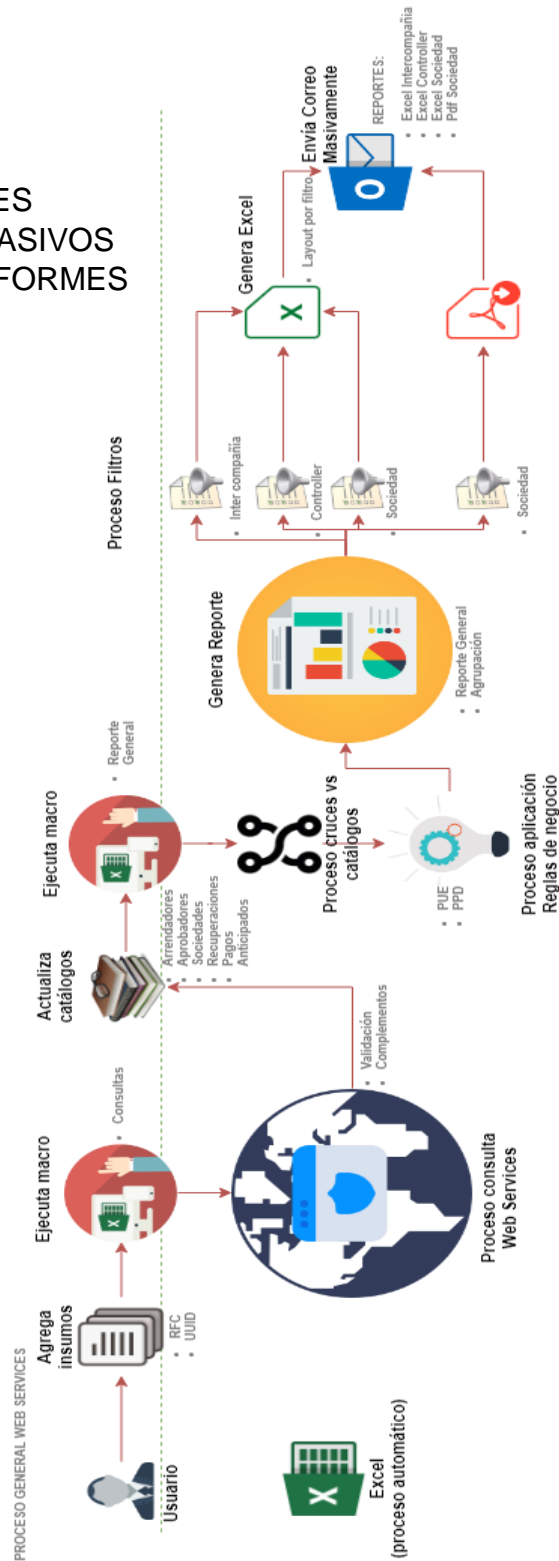 ES
ASIVOS
FORMES
PROCESO GENERAL WEB SERVICES
Usuario
Agrega
insumos
• RFC
• UUID
Ejecuta macro
• Consultas
Proceso consulta
Web Services
• Validación
• Complementos
Actualiza
catálogos
• Arrendadores
• Aprobadores
• Sociedades
• Recuperaciones
• Pagos
• Anticipados
Ejecuta macro
• Reporte
General
Proceso cruces vs
catálogos
• PUE
• PPD
Proceso aplicación
Reglas de negocio
Genera Reporte
• Reporte General
• Agrupación
Proceso Filtros
• Inter compañia
• Controller
• Sociedad
• Sociedad
Genera Excel
• Layout por filtro
Envía Correo
Masivamente
REPORTES:
• Excel Intercompañia
• Excel Controller
• Excel Sociedad
• Pdf Sociedad
Excel
(proceso automático)